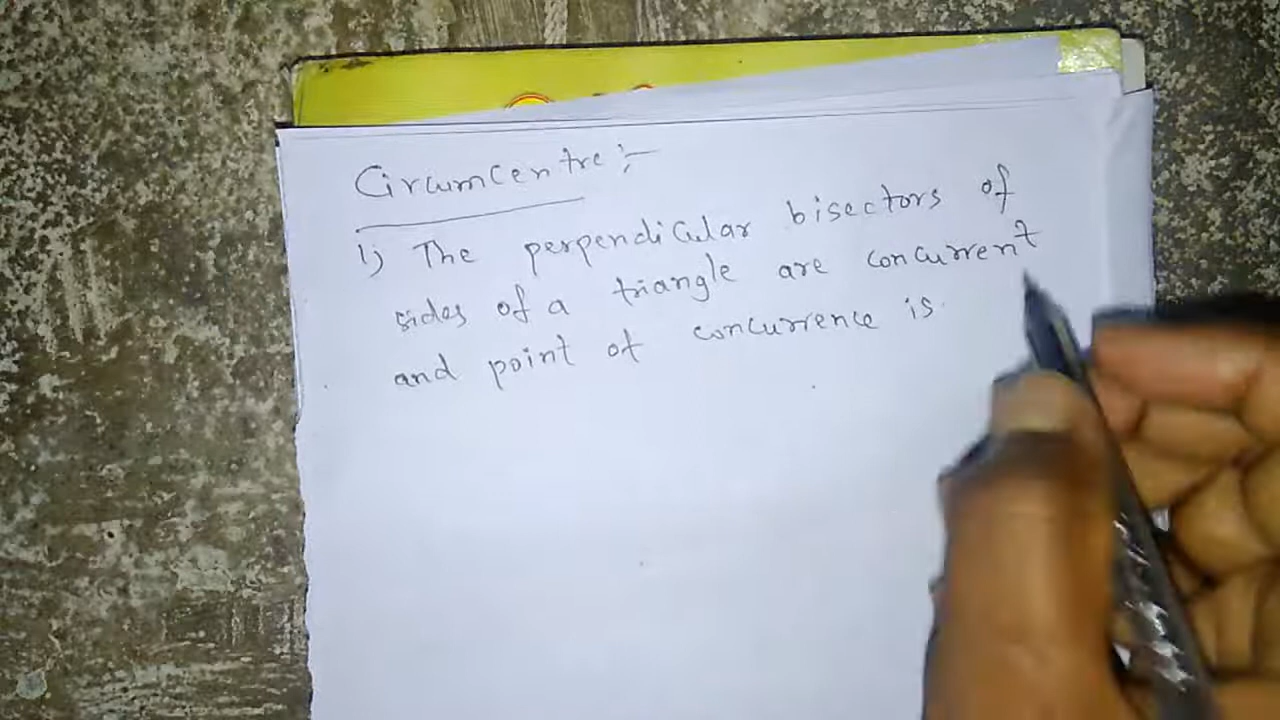 Circumcentre :-
1) The perpendicular bisectors of
sides of a triangle are concurrent
and point of concurrence is